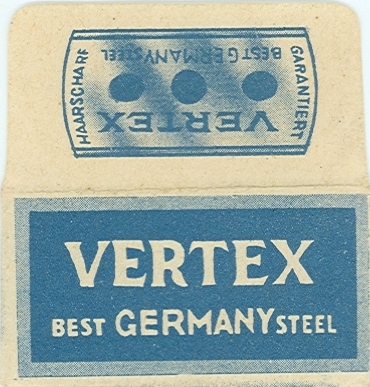 HAARSCHARF
BEST GERMANY STEEL
GARANTIERT
VERTEX
VERTEX
BEST GERMANY STEEL